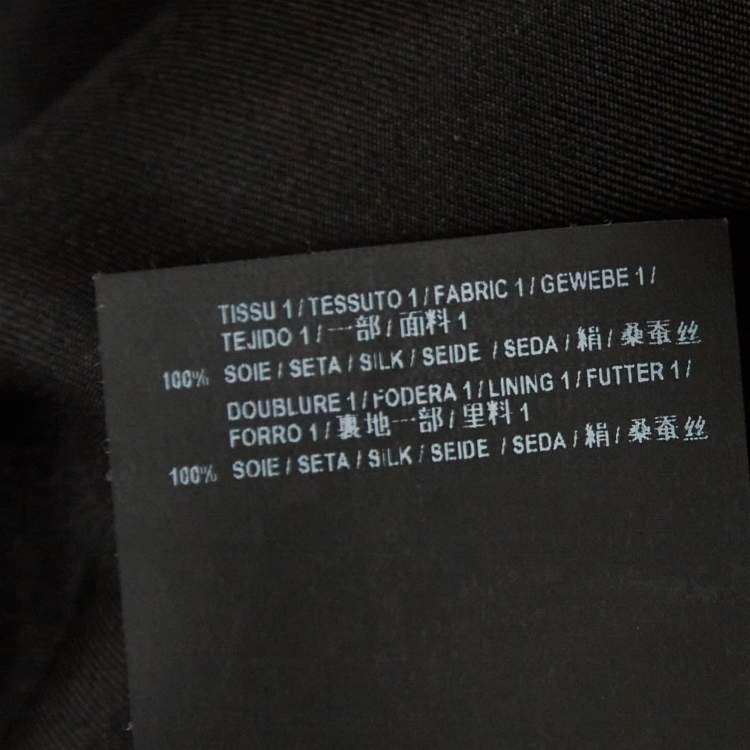 TISSU 1 / TESSUTO 1 / FABRIC 1 / GEWEBE 1 /
TEJIDO 1 / 一部 / 面料 1
100% SOIE / SETA / SILK / SEIDE / SEDA / 絹 / 桑蚕丝
DOUBLURE 1 / FODERA 1 / LINING 1 / FUTTER 1 /
FORRO 1 / 裏地一部 / 里料 1
100% SOIE / SETA / SILK / SEIDE / SEDA / 絹 / 桑蚕丝